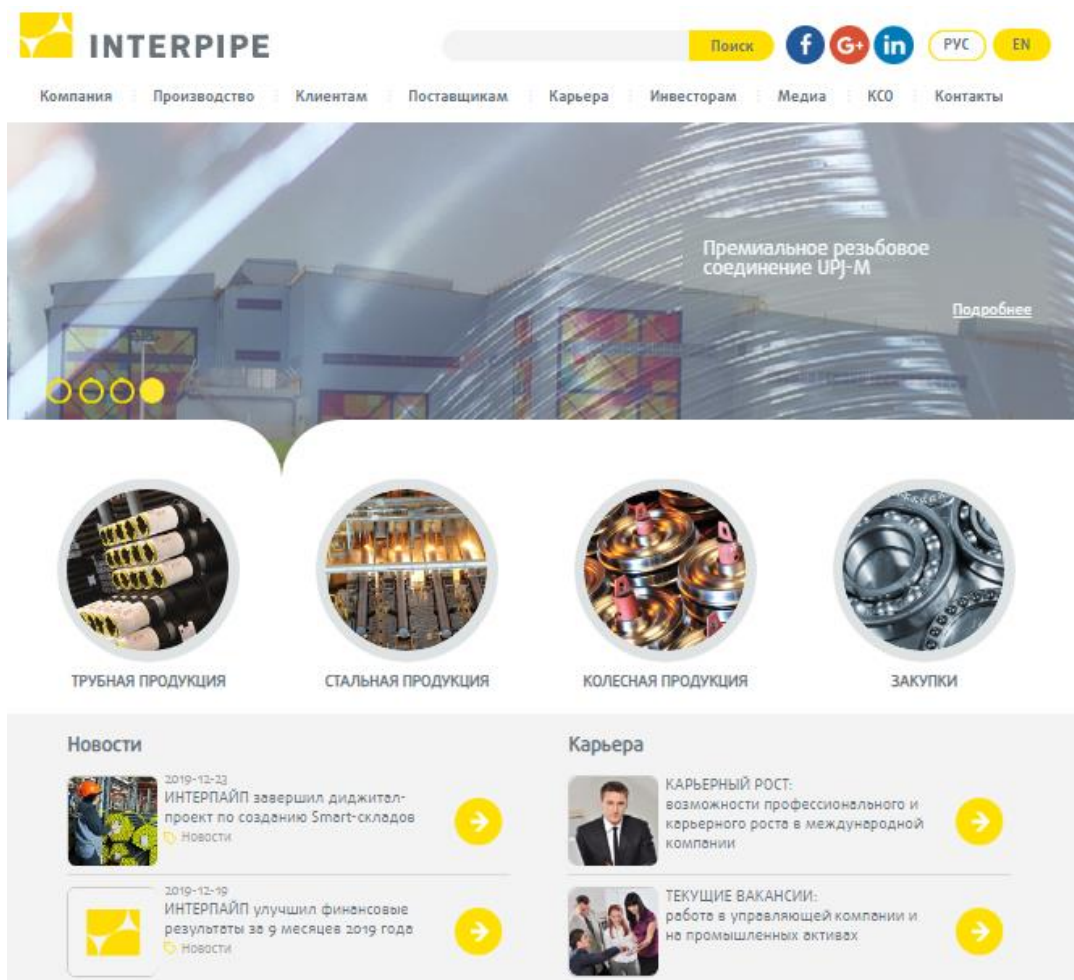 INTERPIPE
Поиск
f G+ in
РУС EN
Компания Производство Клиентам Поставщикам Карьера Инвесторам Медиа КСО Контакты
Премиальное резьбовое
соединение UPJ-M
Подробнее
ТРУБНАЯ ПРОДУКЦИЯ СТАЛЬНАЯ ПРОДУКЦИЯ КОЛЕСНАЯ ПРОДУКЦИЯ ЗАКУПКИ
Новости
2019-12-23
ИНТЕРПАЙП завершил диджитал-
проект по созданию Smart-складов
Новости
2019-12-19
ИНТЕРПАЙП улучшил финансовые
результаты за 9 месяцев 2019 года
Новости
Карьера
КАРЬЕРНЫЙ РОСТ:
возможности профессионального и
карьерного роста в международной
компании
ТЕКУЩИЕ ВАКАНСИИ:
работа в управляющей компании и
на промышленных активах